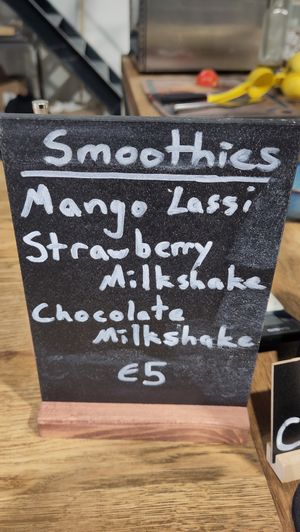 Smoothies
Mango Lassi
Strawberry
Milkshake
Chocolate
Milkshake
€5
C